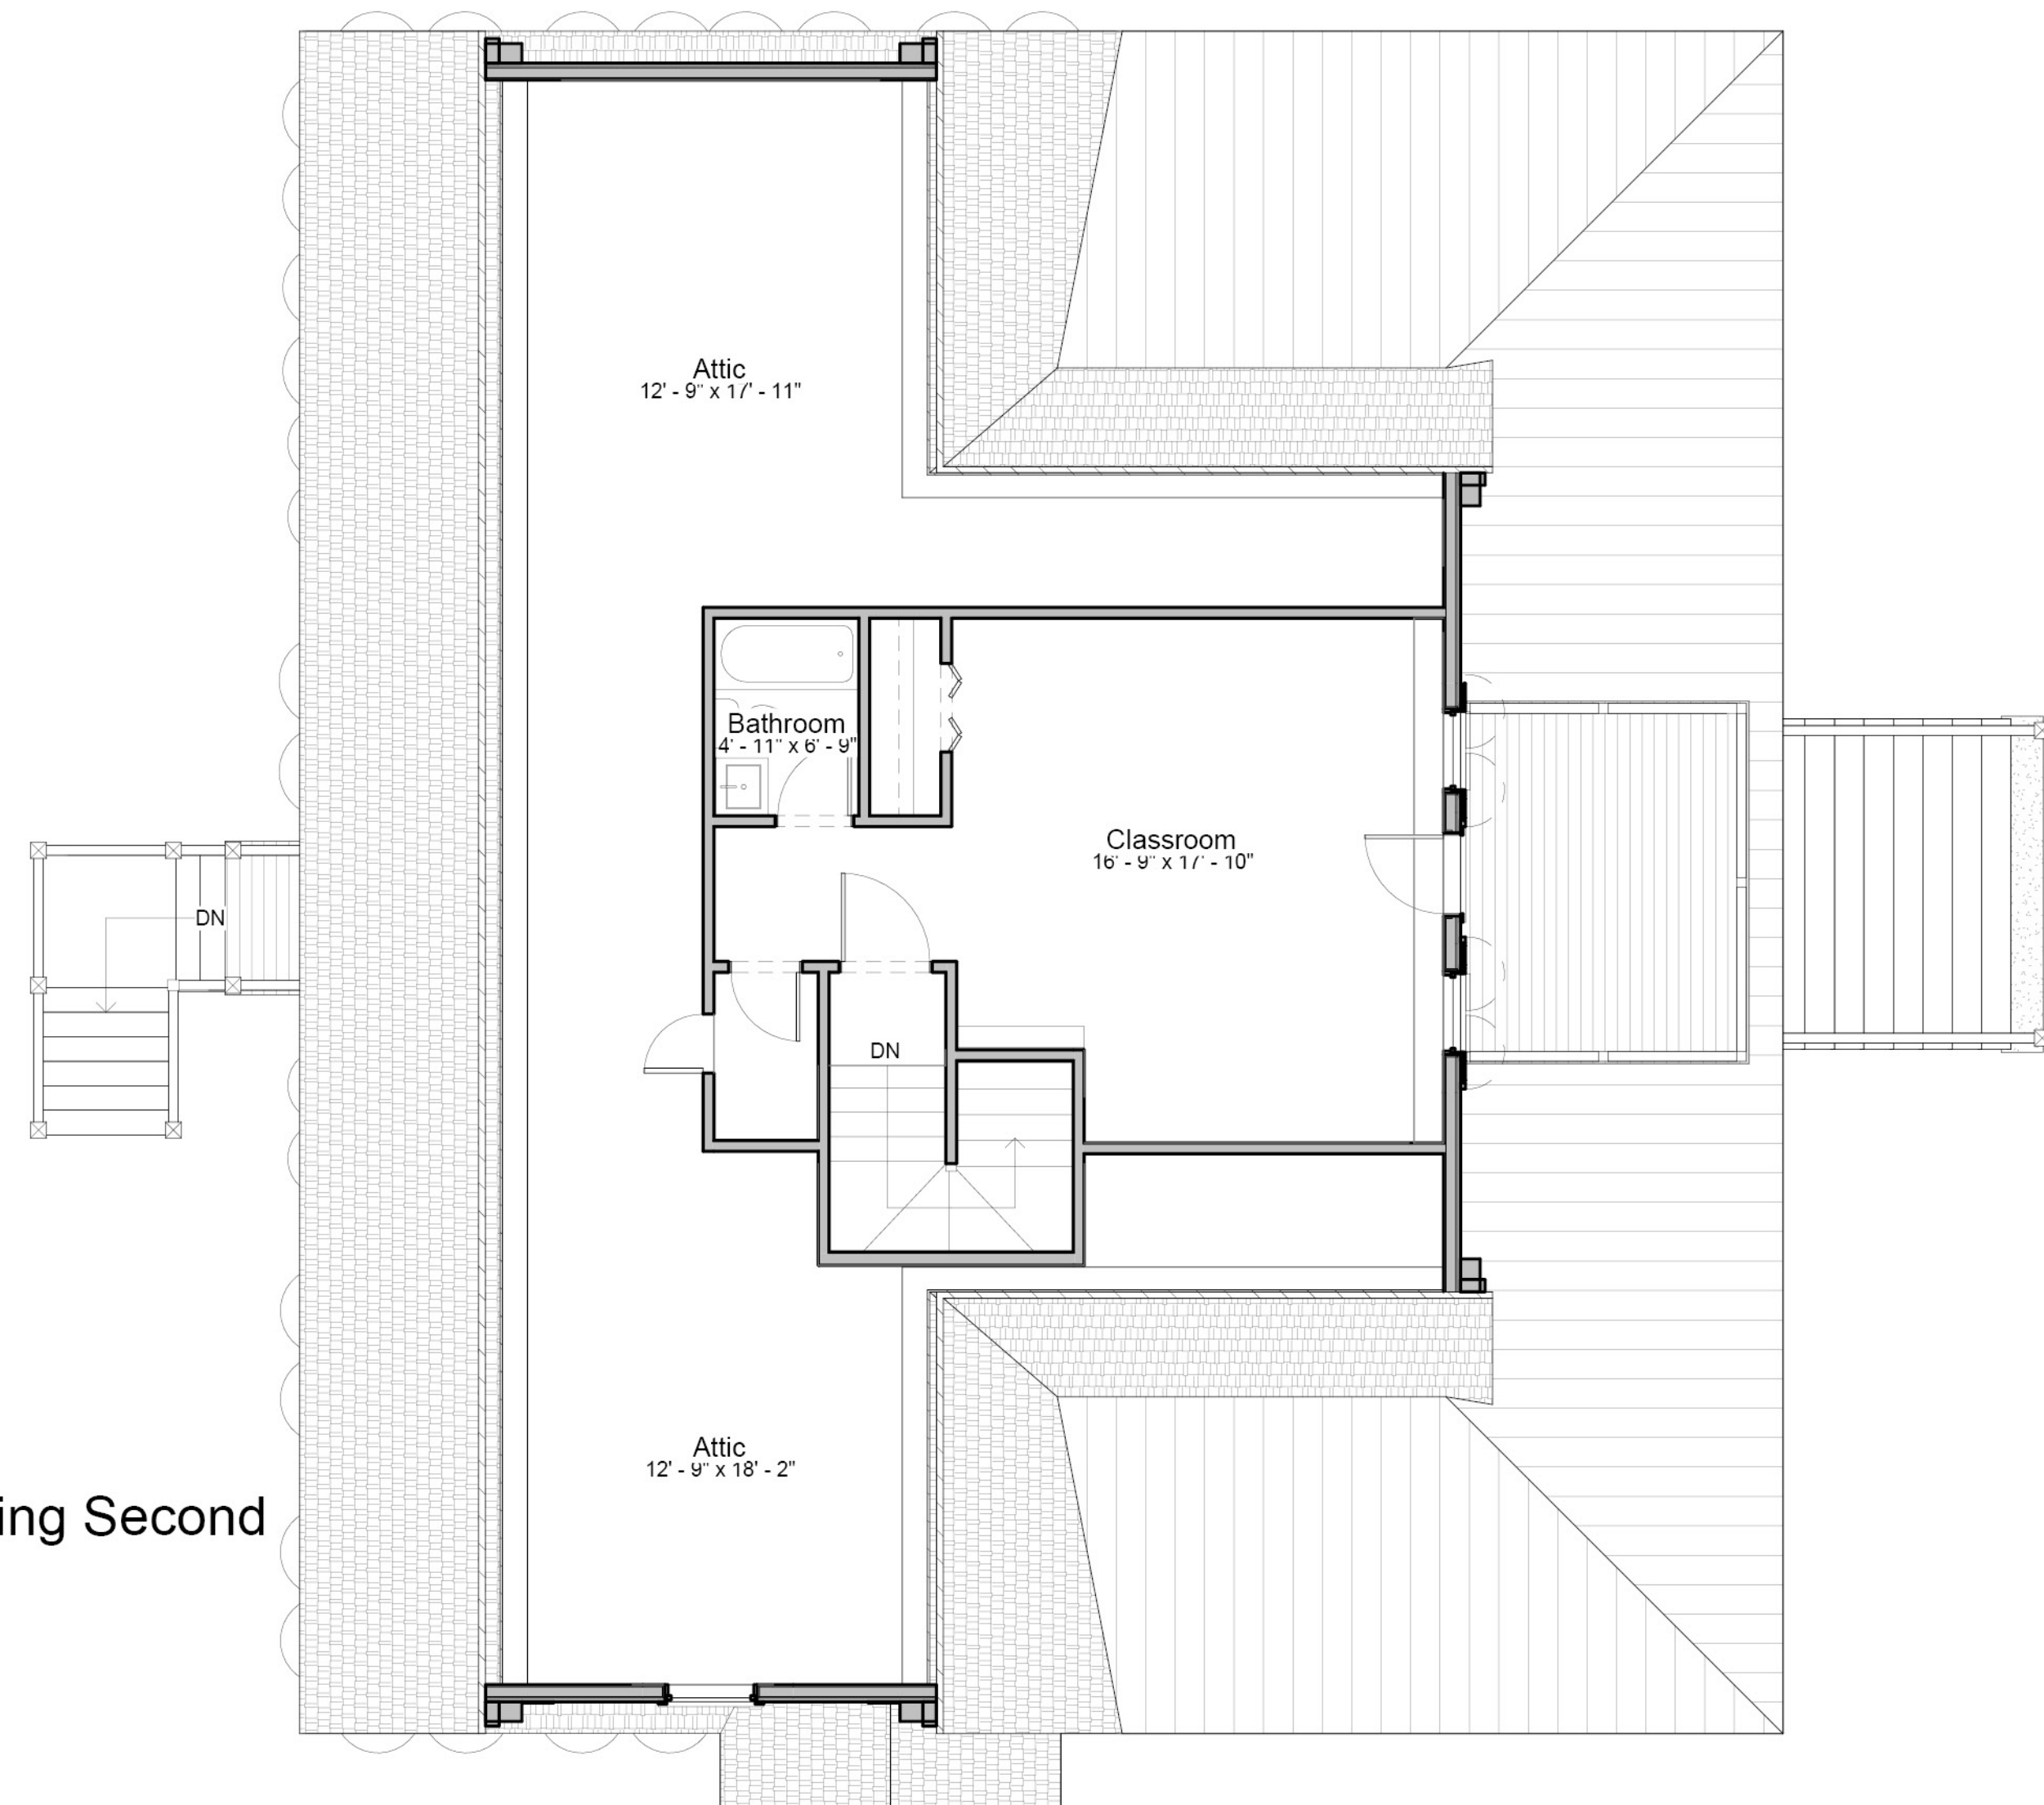 Attic
12' - 9" x 17' - 11"
Bathroom
4' - 11" x 6' - 9"
Classroom
16' - 9" x 17' - 10"
DN
DN
Attic
12' - 9" x 18' - 2"
ing Second